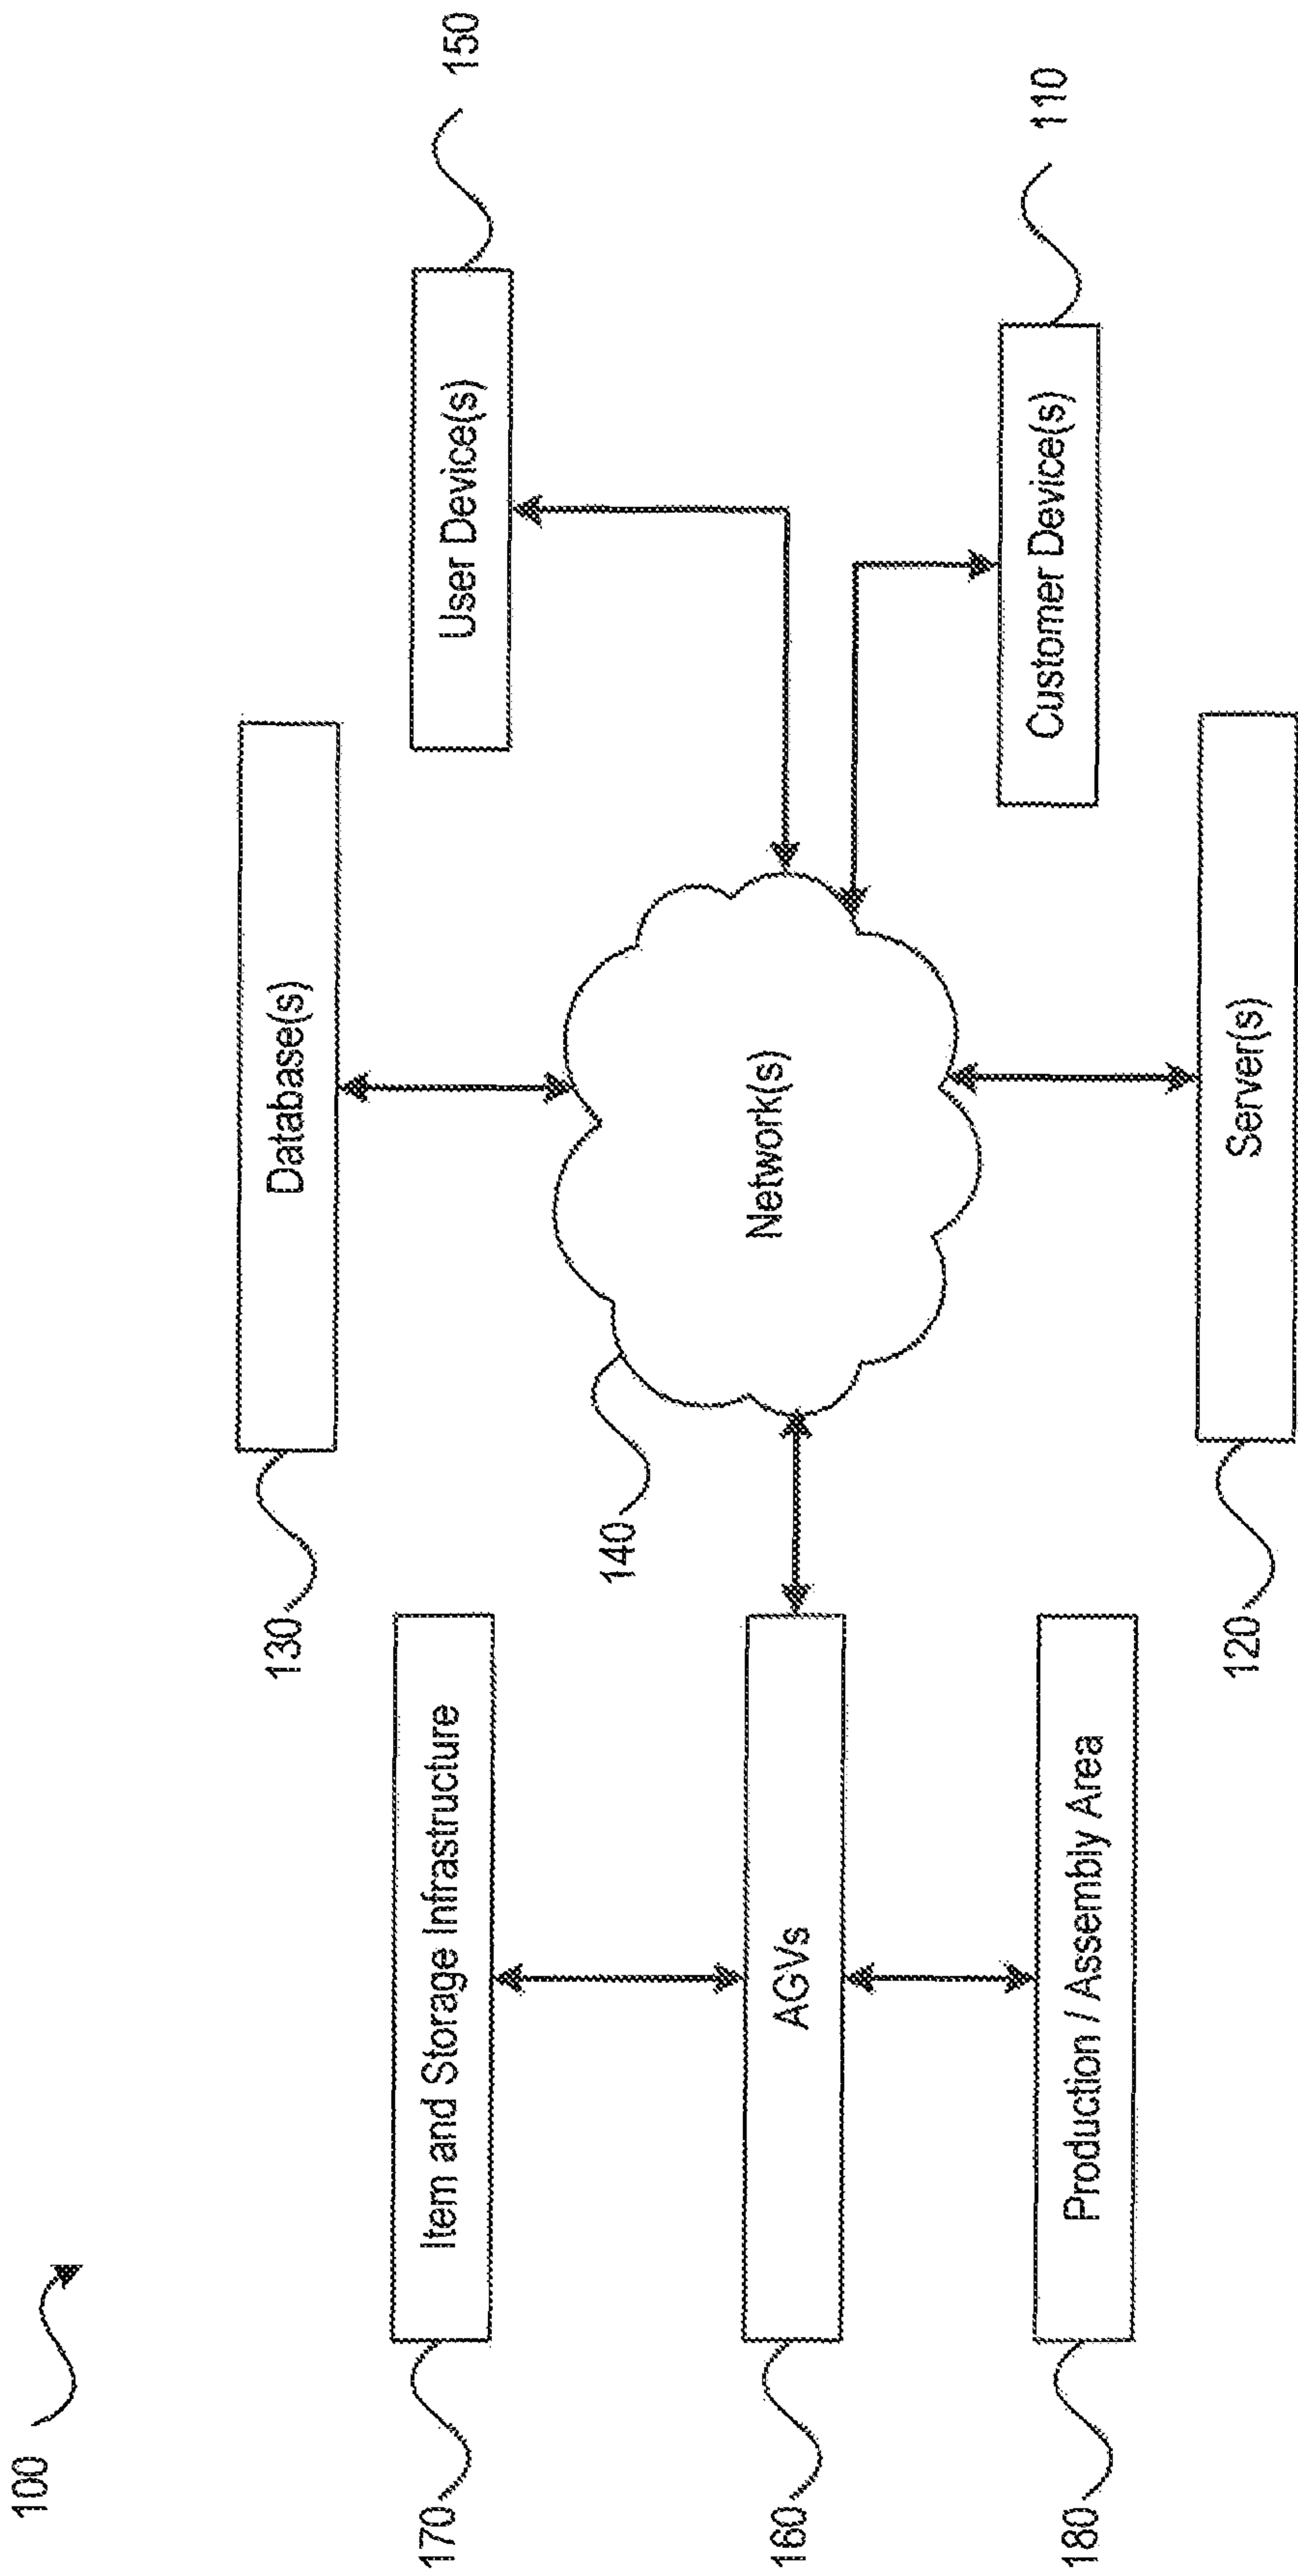 100
170
Item and Storage Infrastructure
160
AGVs
180
Production / Assembly Area
130
Database(s)
140
Network(s)
120
Server(s)
User Device(s)
150
Customer Device(s)
110